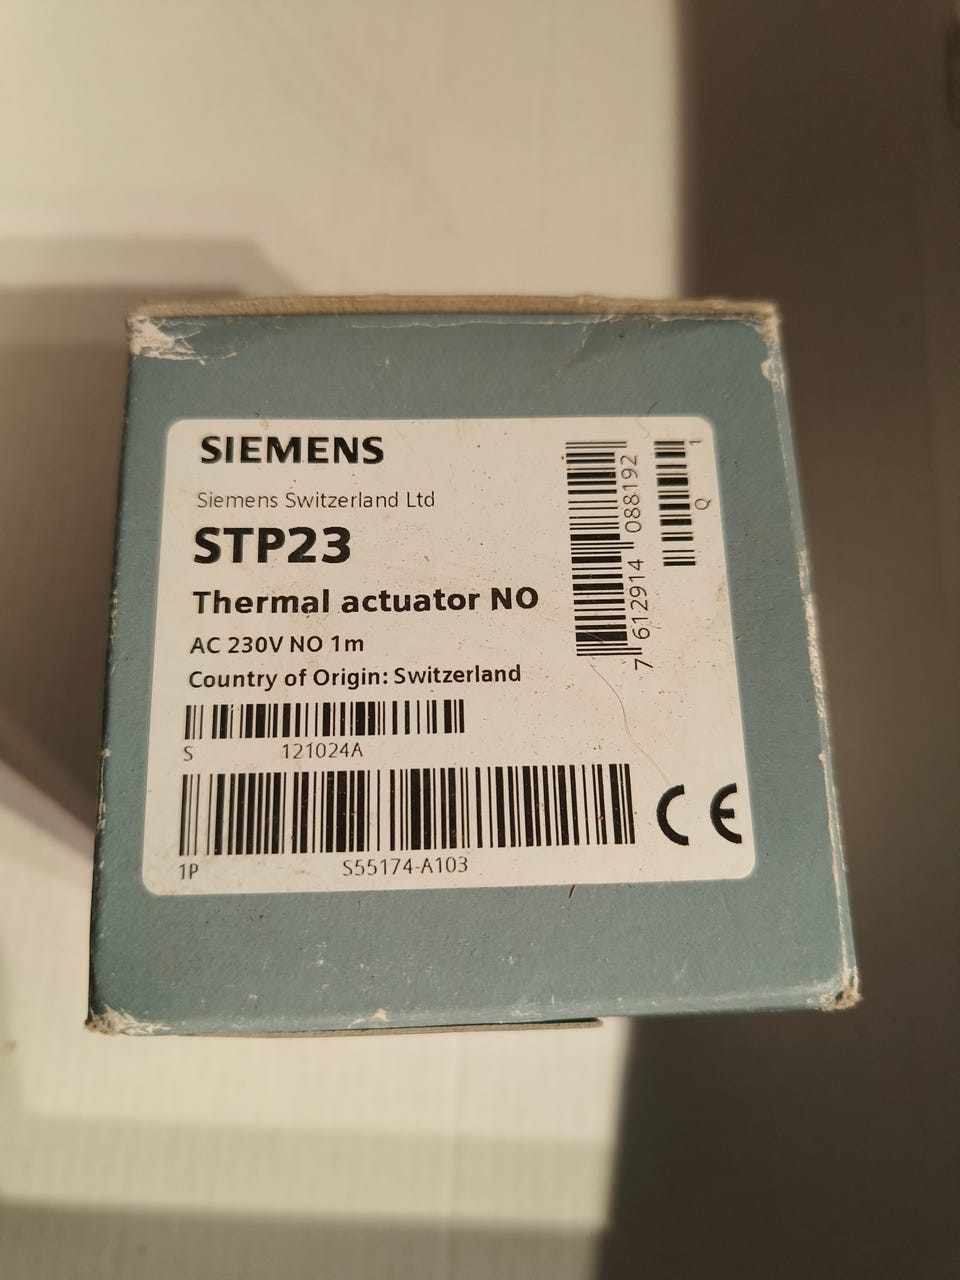 SIEMENS
Siemens Switzerland Ltd
STP23
Thermal actuator NO
AC 230V NO 1m
Country of Origin: Switzerland
S 121024A
1P S55174-A103
CE
7 612914 088192
Q 1